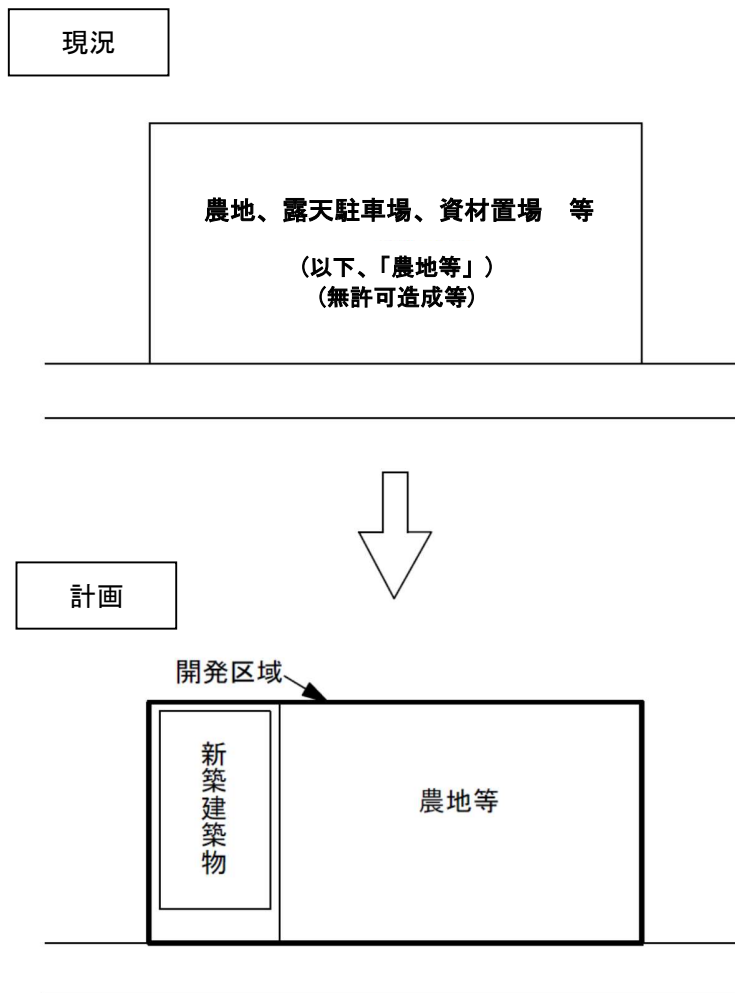 現況
農地、露天駐車場、資材置場　等
(以下、｢農地等」)
(無許可造成等)
計画
開発区域
新築建築物
農地等